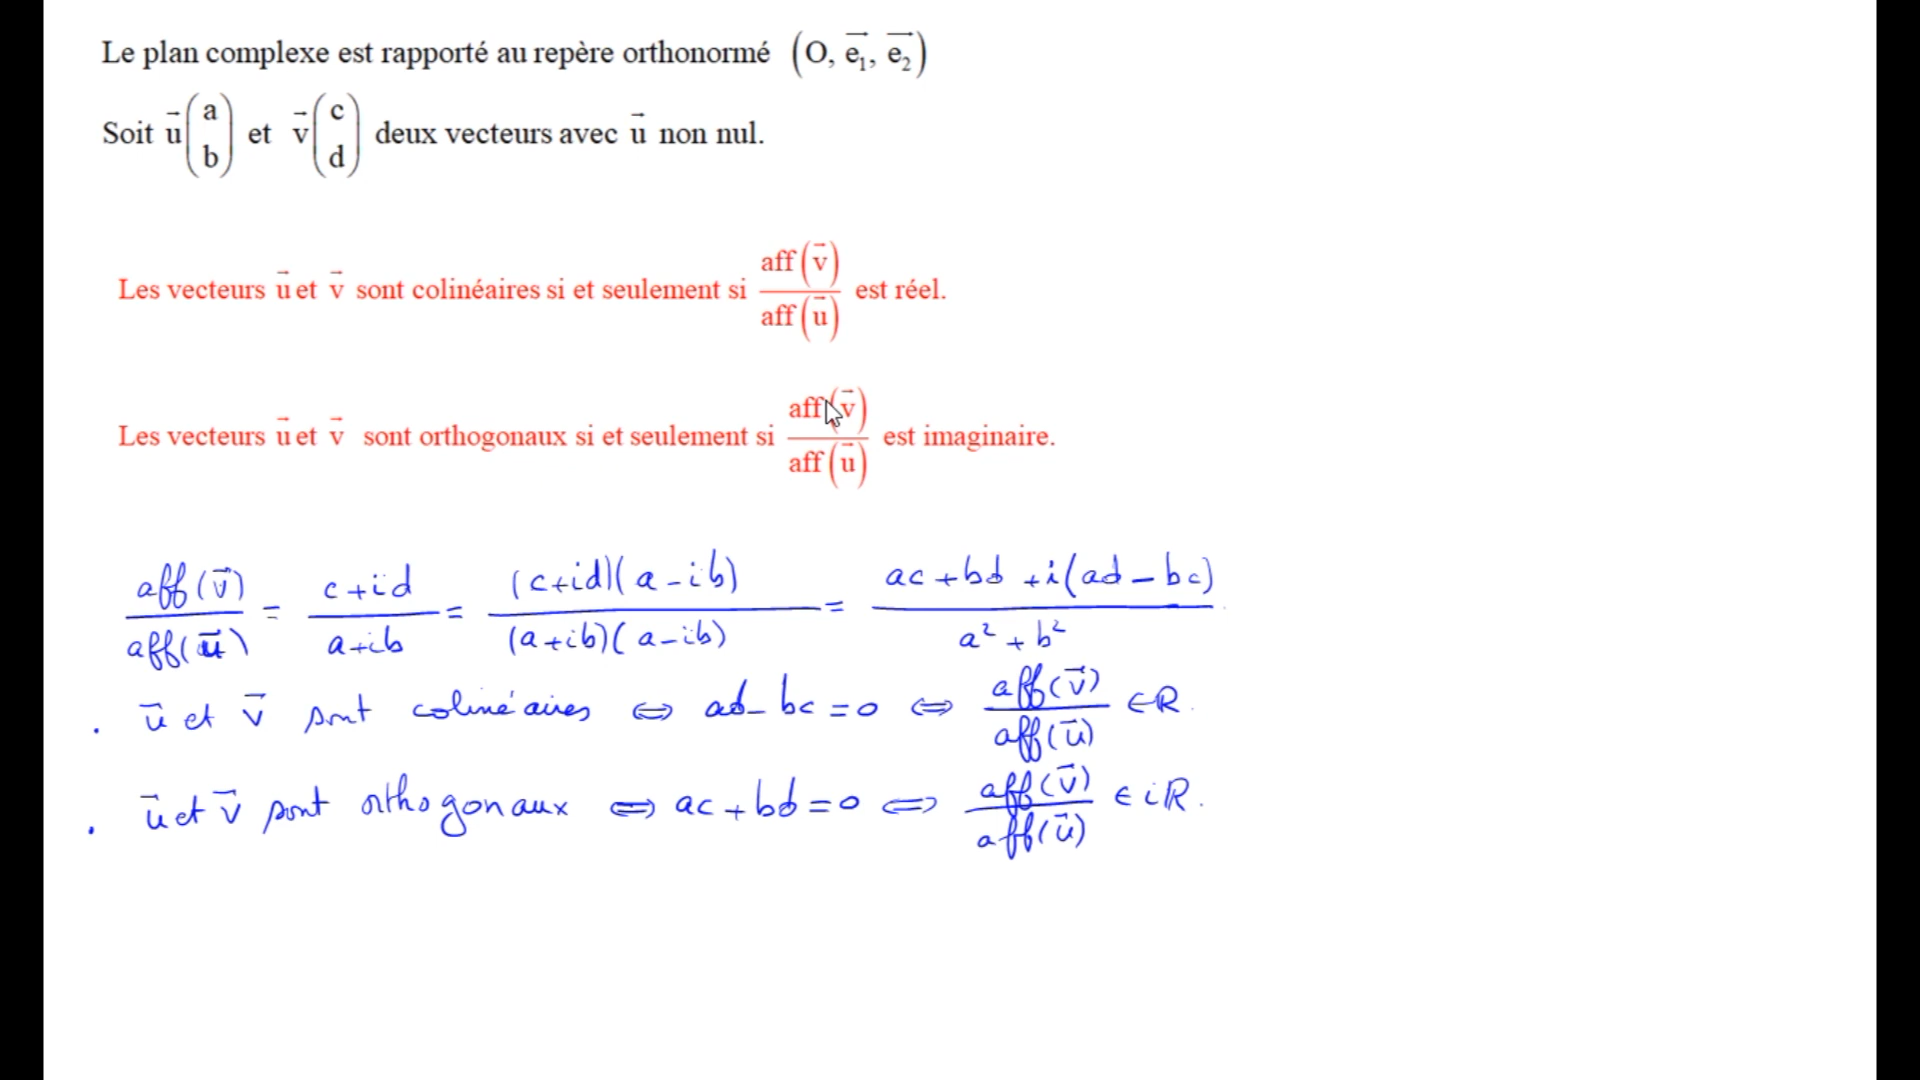 Le plan complexe est rapporté au repère orthonormé (O, e₁⃗, e₂⃗)
Soit u⃗ (a b) et v⃗ (c d) deux vecteurs avec u⃗ non nul.
Les vecteurs u⃗ et v⃗ sont colinéaires si et seulement si aff(v⃗)/aff(u⃗) est réel.
Les vecteurs u⃗ et v⃗ sont orthogonaux si et seulement si aff(v⃗)/aff(u⃗) est imaginaire.
aff(v⃗)/aff(u⃗) = (c+id)/(a+ib) = (c+id)(a-ib)/(a+ib)(a-ib) = (ac+bd+i(ad-bc))/(a²+b²)
. u⃗ et v⃗ sont colinéaires ⇔ ad-bc=0 ⇔ aff(v⃗)/aff(u⃗) ∈ ℝ.
. u⃗ et v⃗ sont orthogonaux ⇔ ac+bd=0 ⇔ aff(v⃗)/aff(u⃗) ∈ iℝ.